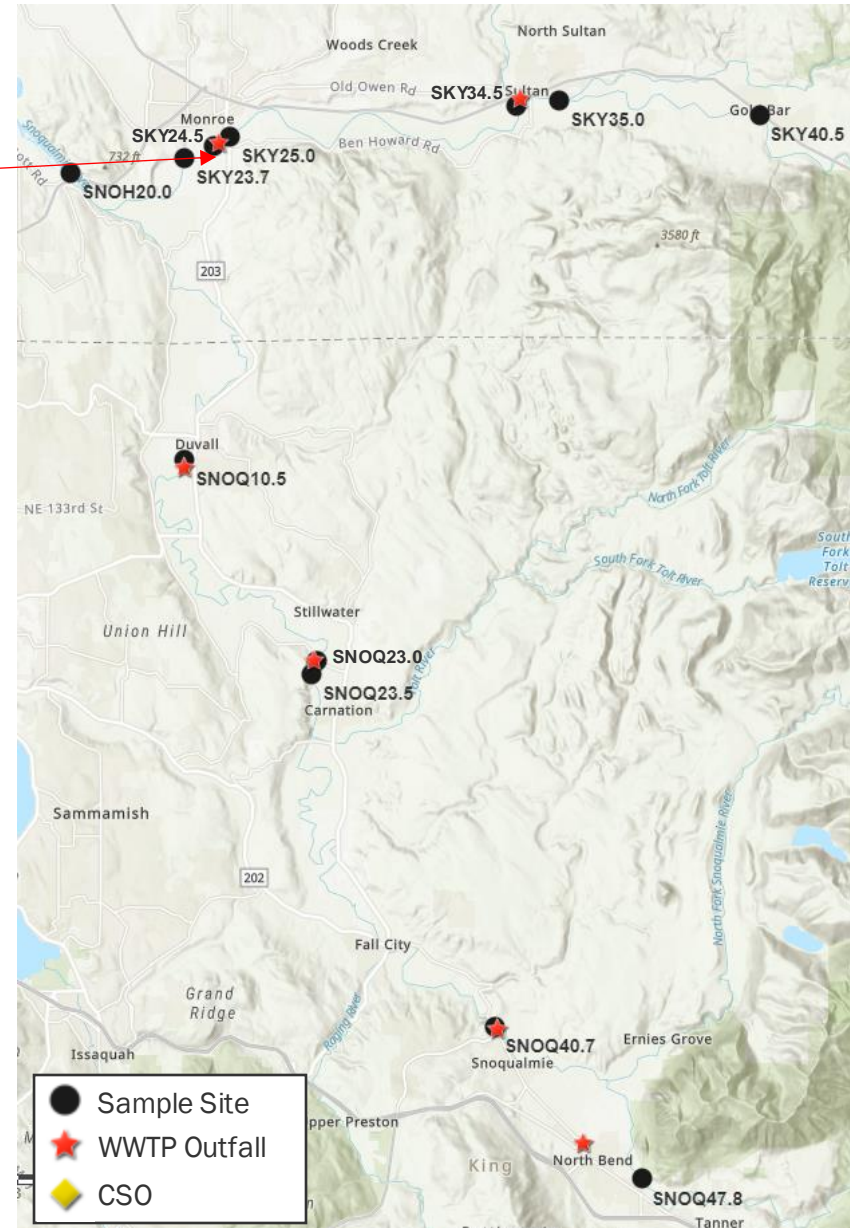 North Sultan
Woods Creek
Old Owen Rd
SKY34.5
Sultan
SKY35.0
SKY40.5
Monroe
SKY24.5
SKY25.0
Ben Howard Rd
732 ft
SKY23.7
SNOH20.0
3580 ft
203
Duvall
SNOQ10.5
North Fork Tolt River
NE 133rd St
South Fork Tolt River
South
Fork
Tolt
Stillwater
Union Hill
SNOQ23.0
SNOQ23.5
Carnation
Sammamish
North Fork Snoqualmie River
202
Fall City
Grand
Ridge
Raging River
SNOQ40.7
Ernies Grove
Snoqualmie
Issaquah
Preston
North Bend
King
SNOQ47.8
Tanner
Sample Site
WWTP Outfall
CSO